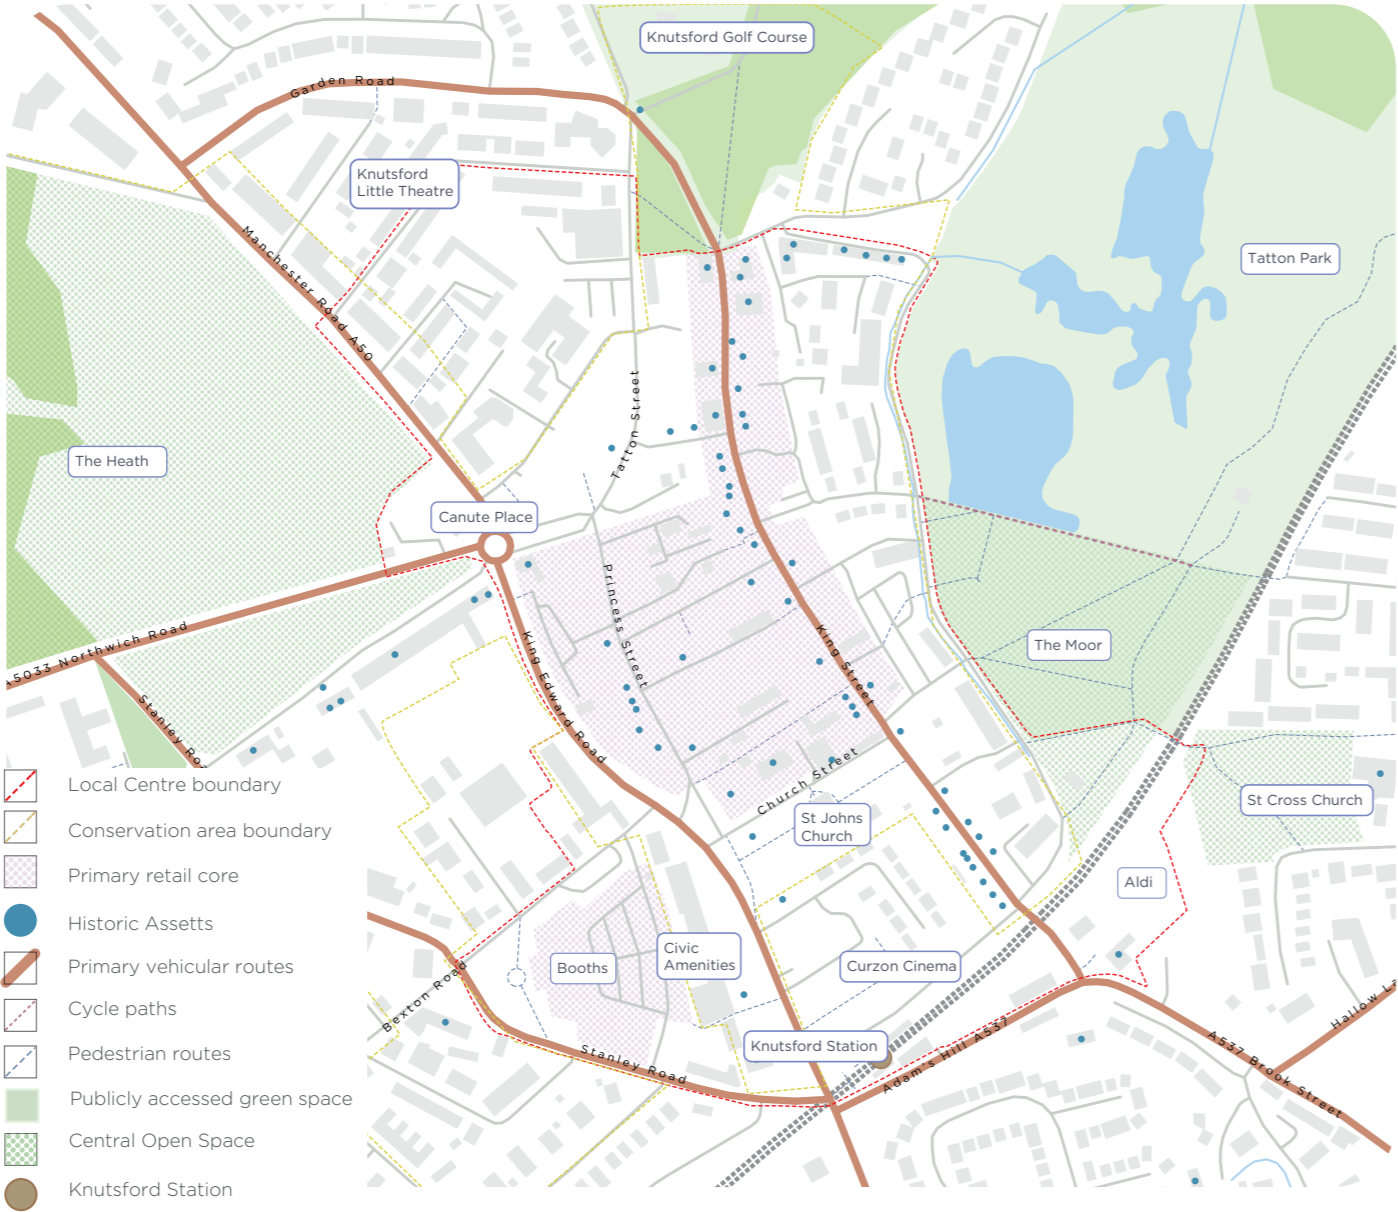 Knutsford Golf Course
Garden Road
Knutsford
Little Theatre
Manchester Road A50
Tatton Park
Tatton Street
The Heath
Canute Place
Princess Street
King Street
King Edward Road
The Moor
A5033 Northwich Road
Stanley Roa
Church Street
St Johns
Church
St Cross Church
Aldi
Booths
Civic
Amenities
Curzon Cinema
Bexton Road
Knutsford Station
Stanley Road
Adam's Hill A537
A537 Brook Street
Hallow La
Local Centre boundary
Conservation area boundary
Primary retail core
Historic Assetts
Primary vehicular routes
Cycle paths
Pedestrian routes
Publicly accessed green space
Central Open Space
Knutsford Station